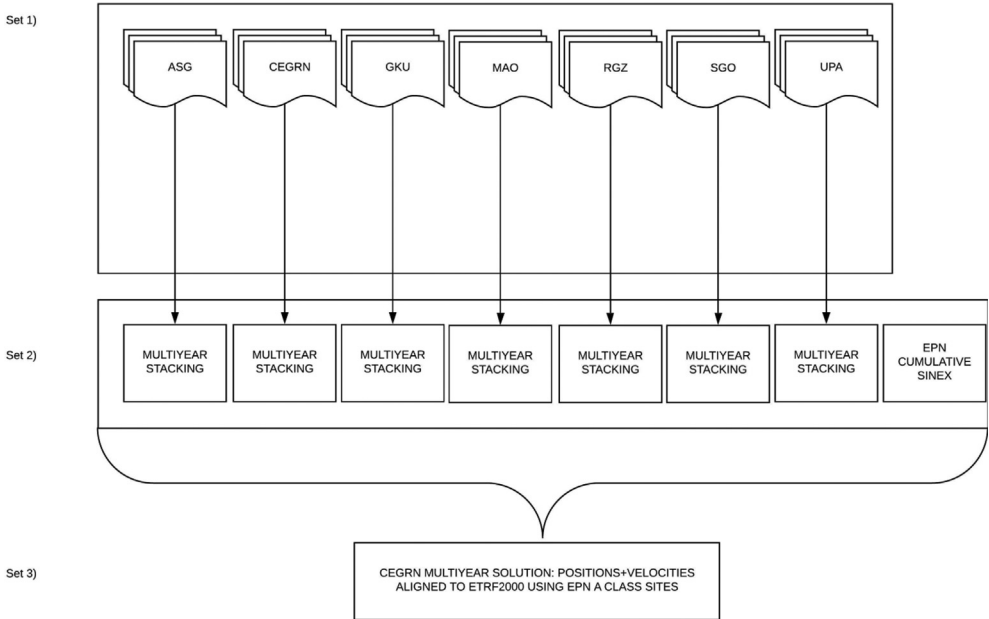 Set 1)
ASG
CEGRN
GKU
MAO
RGZ
SGO
UPA
Set 2)
MULTIYEAR
STACKING
MULTIYEAR
STACKING
MULTIYEAR
STACKING
MULTIYEAR
STACKING
MULTIYEAR
STACKING
MULTIYEAR
STACKING
MULTIYEAR
STACKING
EPN
CUMULATIVE
SINEX
Set 3)
CEGRN MULTIYEAR SOLUTION: POSITIONS+VELOCITIES
ALIGNED TO ETRF2000 USING EPN A CLASS SITES